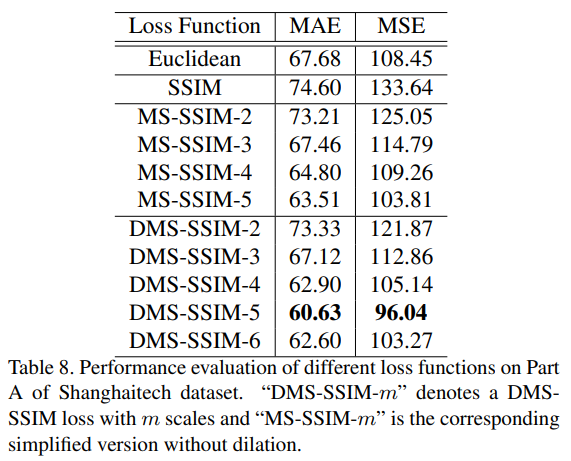 Loss Function MAE MSE
Euclidean 67.68 108.45
SSIM 74.60 133.64
MS-SSIM-2 73.21 125.05
MS-SSIM-3 67.46 114.79
MS-SSIM-4 64.80 109.26
MS-SSIM-5 63.51 103.81
DMS-SSIM-2 73.33 121.87
DMS-SSIM-3 67.12 112.86
DMS-SSIM-4 62.90 105.14
DMS-SSIM-5 60.63 96.04
DMS-SSIM-6 62.60 103.27
Table 8. Performance evaluation of different loss functions on Part
A of Shanghaitech dataset. “DMS-SSIM-m” denotes a DMS-
SSIM loss with m scales and “MS-SSIM-m” is the corresponding
simplified version without dilation.